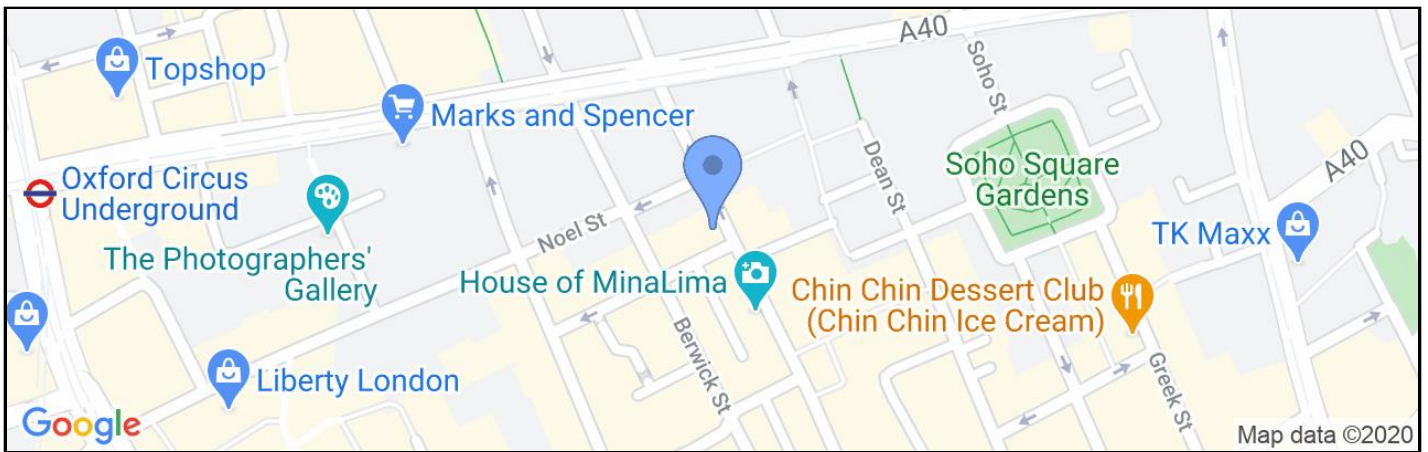 A40
Topshop
Soho St
Marks and Spencer
Dean St
Soho Square
Gardens
A40
Oxford Circus
Underground
Noel St
TK Maxx
The Photographers'
Gallery
House of MinaLima
Chin Chin Dessert Club
(Chin Chin Ice Cream)
Berwick St
Greek St
Liberty London
Google
Map data ©2020